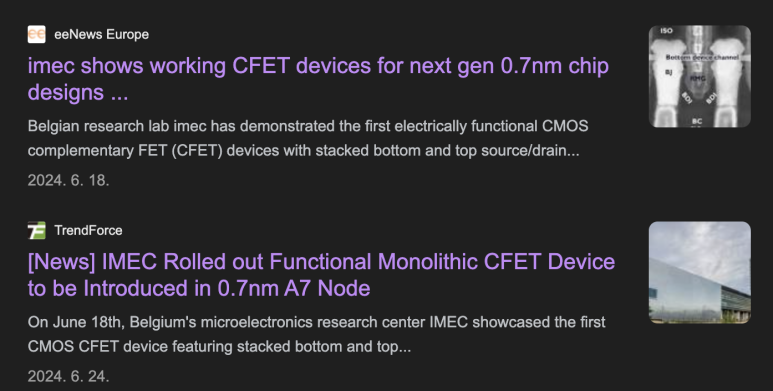 eeNews Europe
imec shows working CFET devices for next gen 0.7nm chip
designs ...
Belgian research lab imec has demonstrated the first electrically functional CMOS
complementary FET (CFET) devices with stacked bottom and top source/drain...
2024. 6. 18.
ISO
Bottom device channel
BJ
BDI
BDI
BC
TrendForce
[News] IMEC Rolled out Functional Monolithic CFET Device
to be Introduced in 0.7nm A7 Node
On June 18th, Belgium's microelectronics research center IMEC showcased the first
CMOS CFET device featuring stacked bottom and top...
2024. 6. 24.